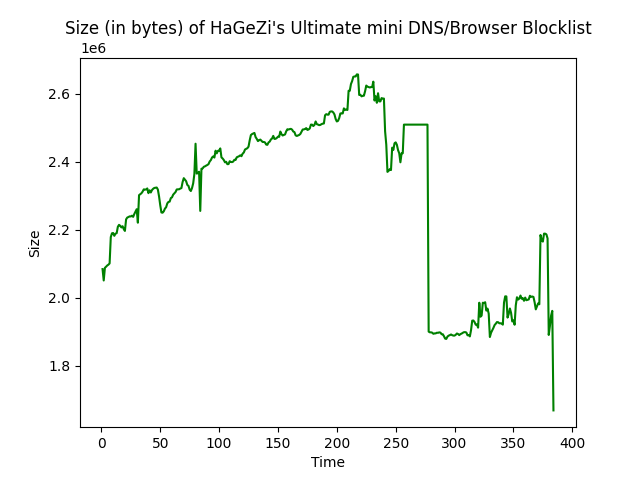 Size (in bytes) of HaGeZi's Ultimate mini DNS/Browser Blocklist
1e6
2.6
2.4
2.2
2.0
1.8
Size
0 50 100 150 200 250 300 350 400
Time